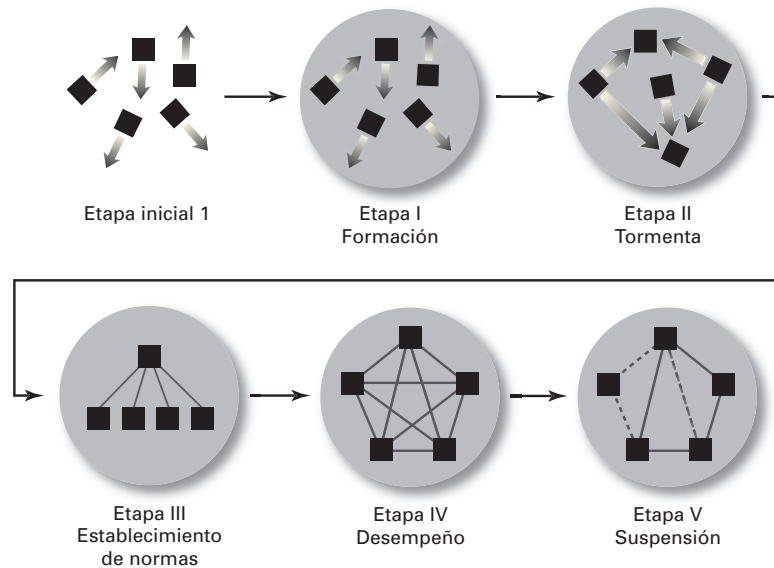 Etapa inicial 1
Etapa I
Formación
Etapa II
Tormenta
Etapa III
Establecimiento
de normas
Etapa IV
Desempeño
Etapa V
Suspensión